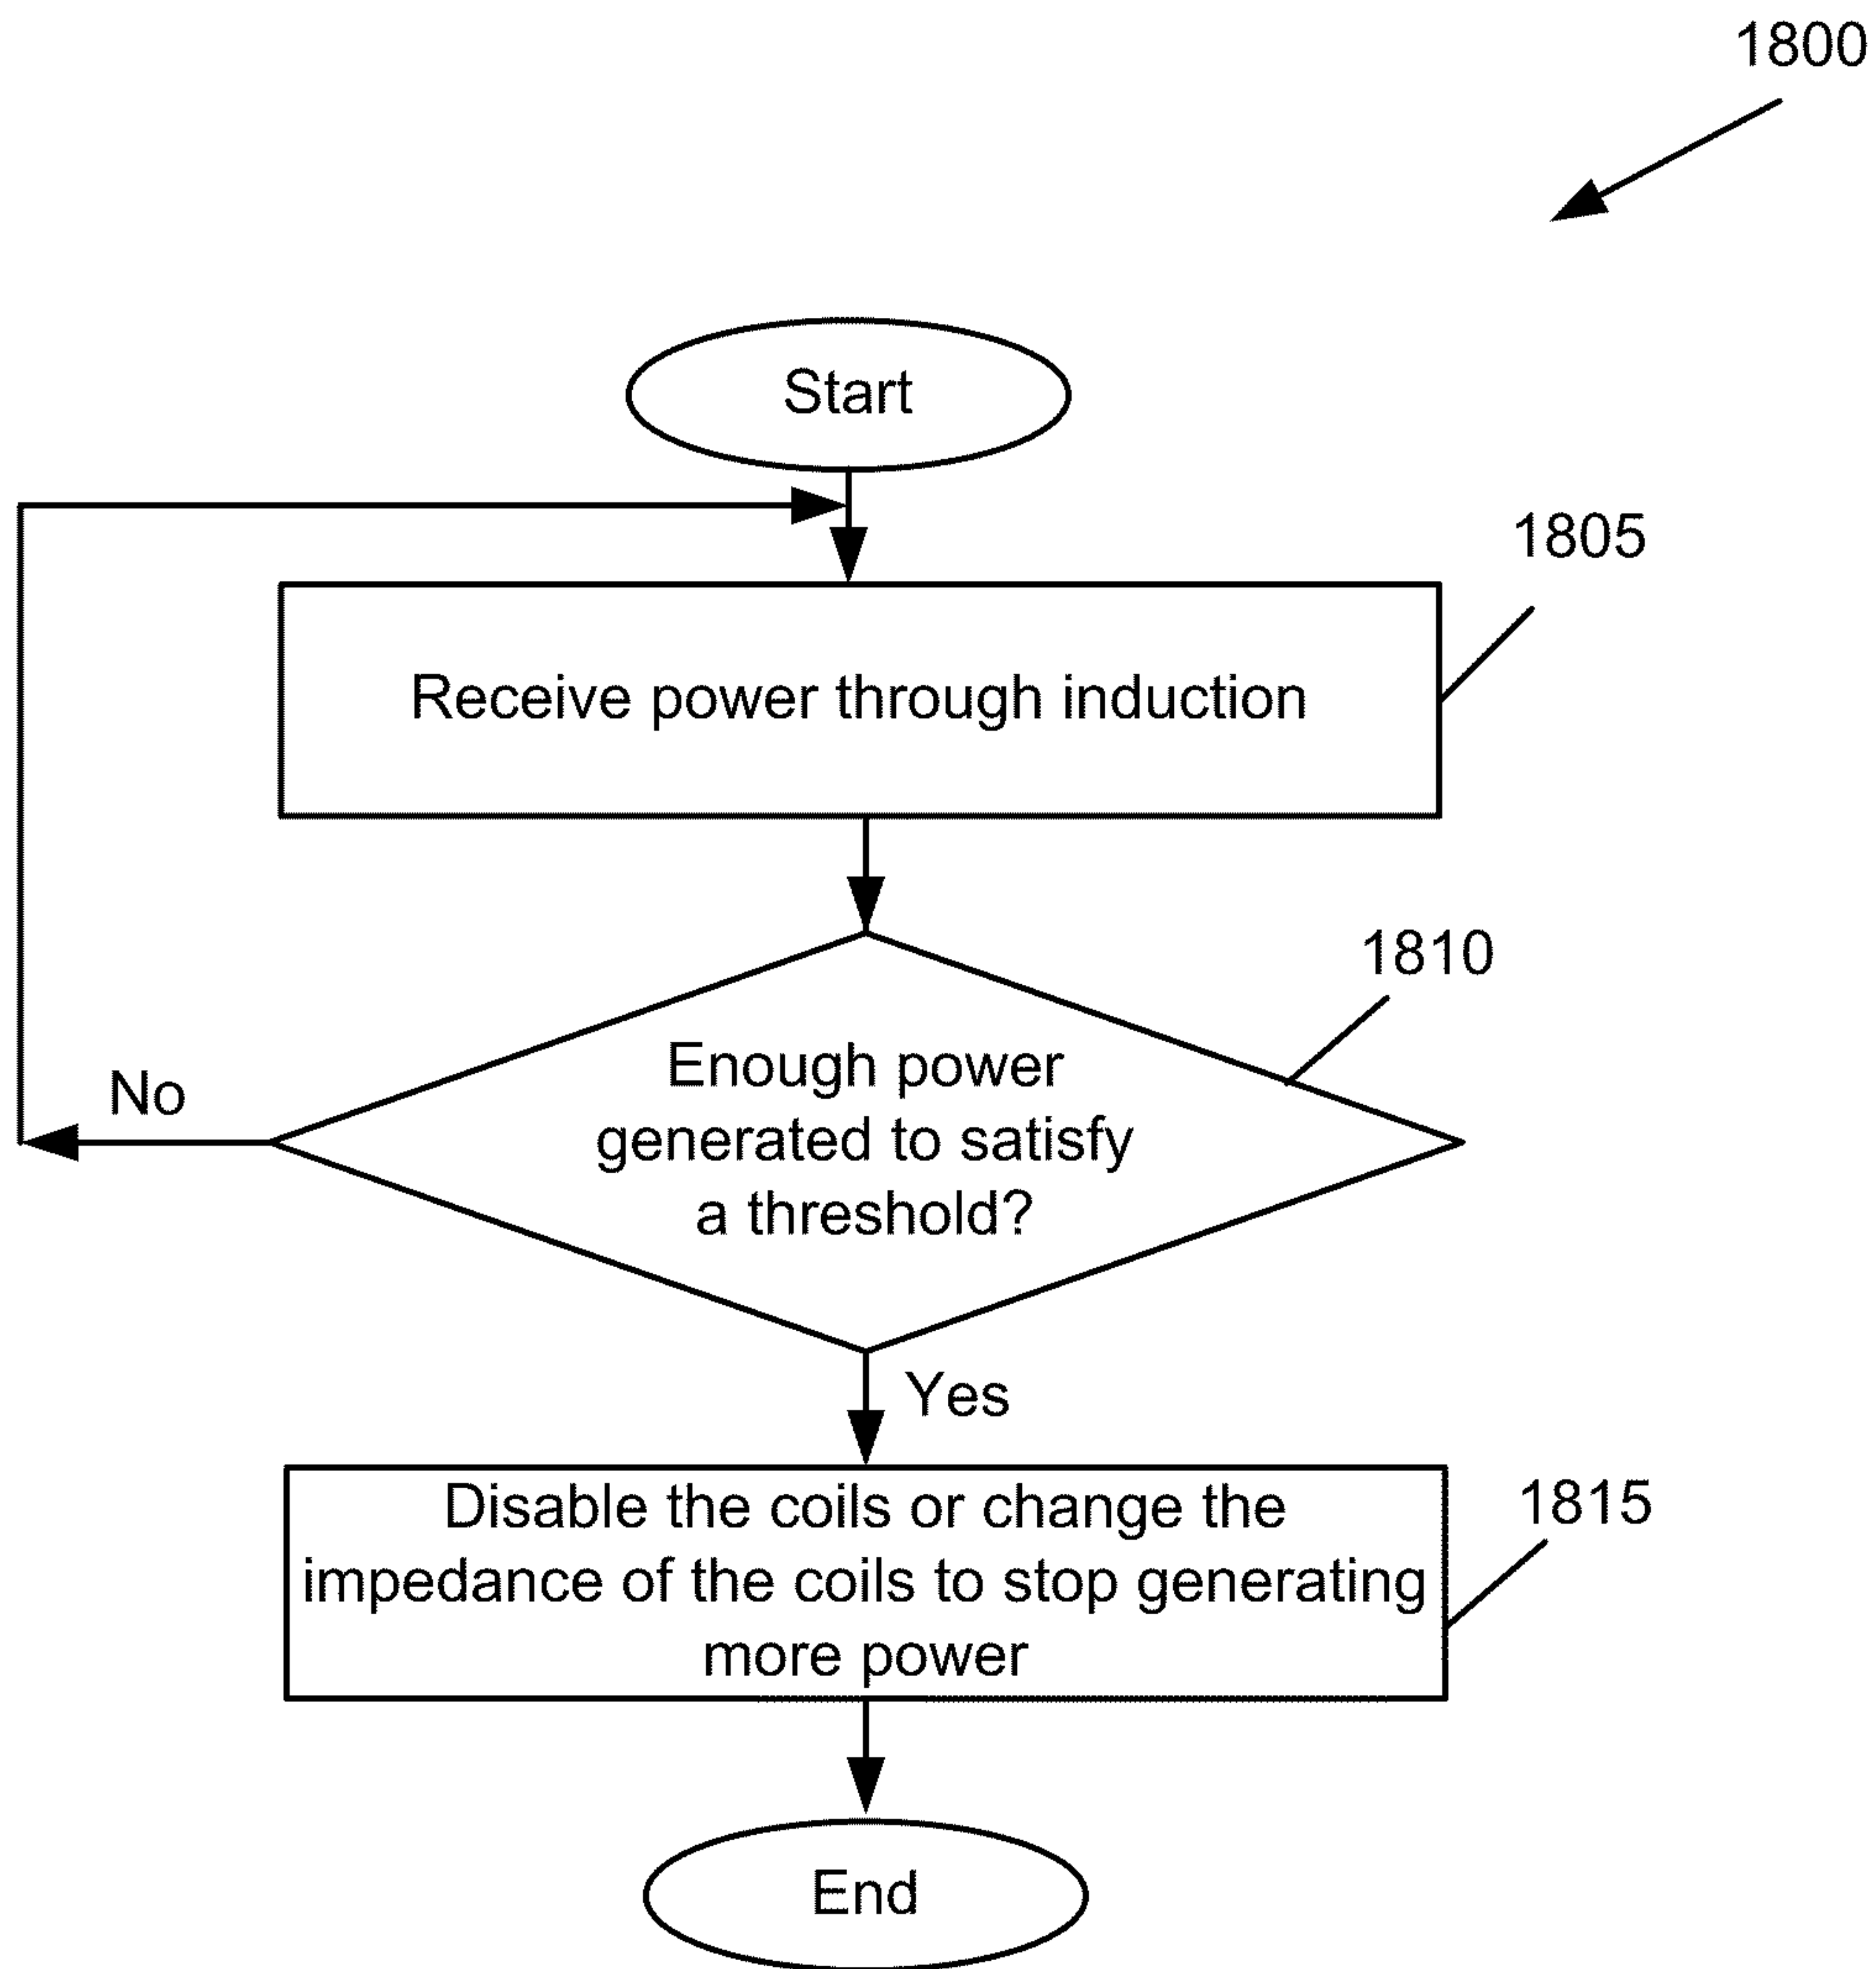 1800
Start
1805
Receive power through induction
1810
Enough power
generated to satisfy
a threshold?
No
Yes
Disable the coils or change the
impedance of the coils to stop generating
more power
1815
End